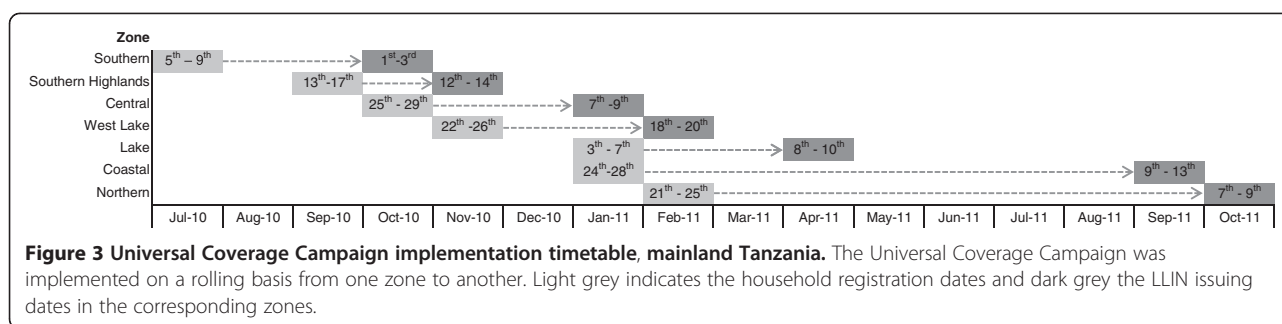 Zone
Southern 5th – 9th 1st-3rd
Southern Highlands 13th-17th 12th - 14th
Central 25th - 29th 7th -9th
West Lake 22th -26th 18th - 20th
Lake 3th - 7th 8th - 10th
Coastal 24th-28th 9th - 13th
Northern 21th - 25th 7th - 9th
Jul-10 Aug-10 Sep-10 Oct-10 Nov-10 Dec-10 Jan-11 Feb-11 Mar-11 Apr-11 May-11 Jun-11 Jul-11 Aug-11 Sep-11 Oct-11
Figure 3 Universal Coverage Campaign implementation timetable, mainland Tanzania. The Universal Coverage Campaign was
implemented on a rolling basis from one zone to another. Light grey indicates the household registration dates and dark grey the LLIN issuing
dates in the corresponding zones.